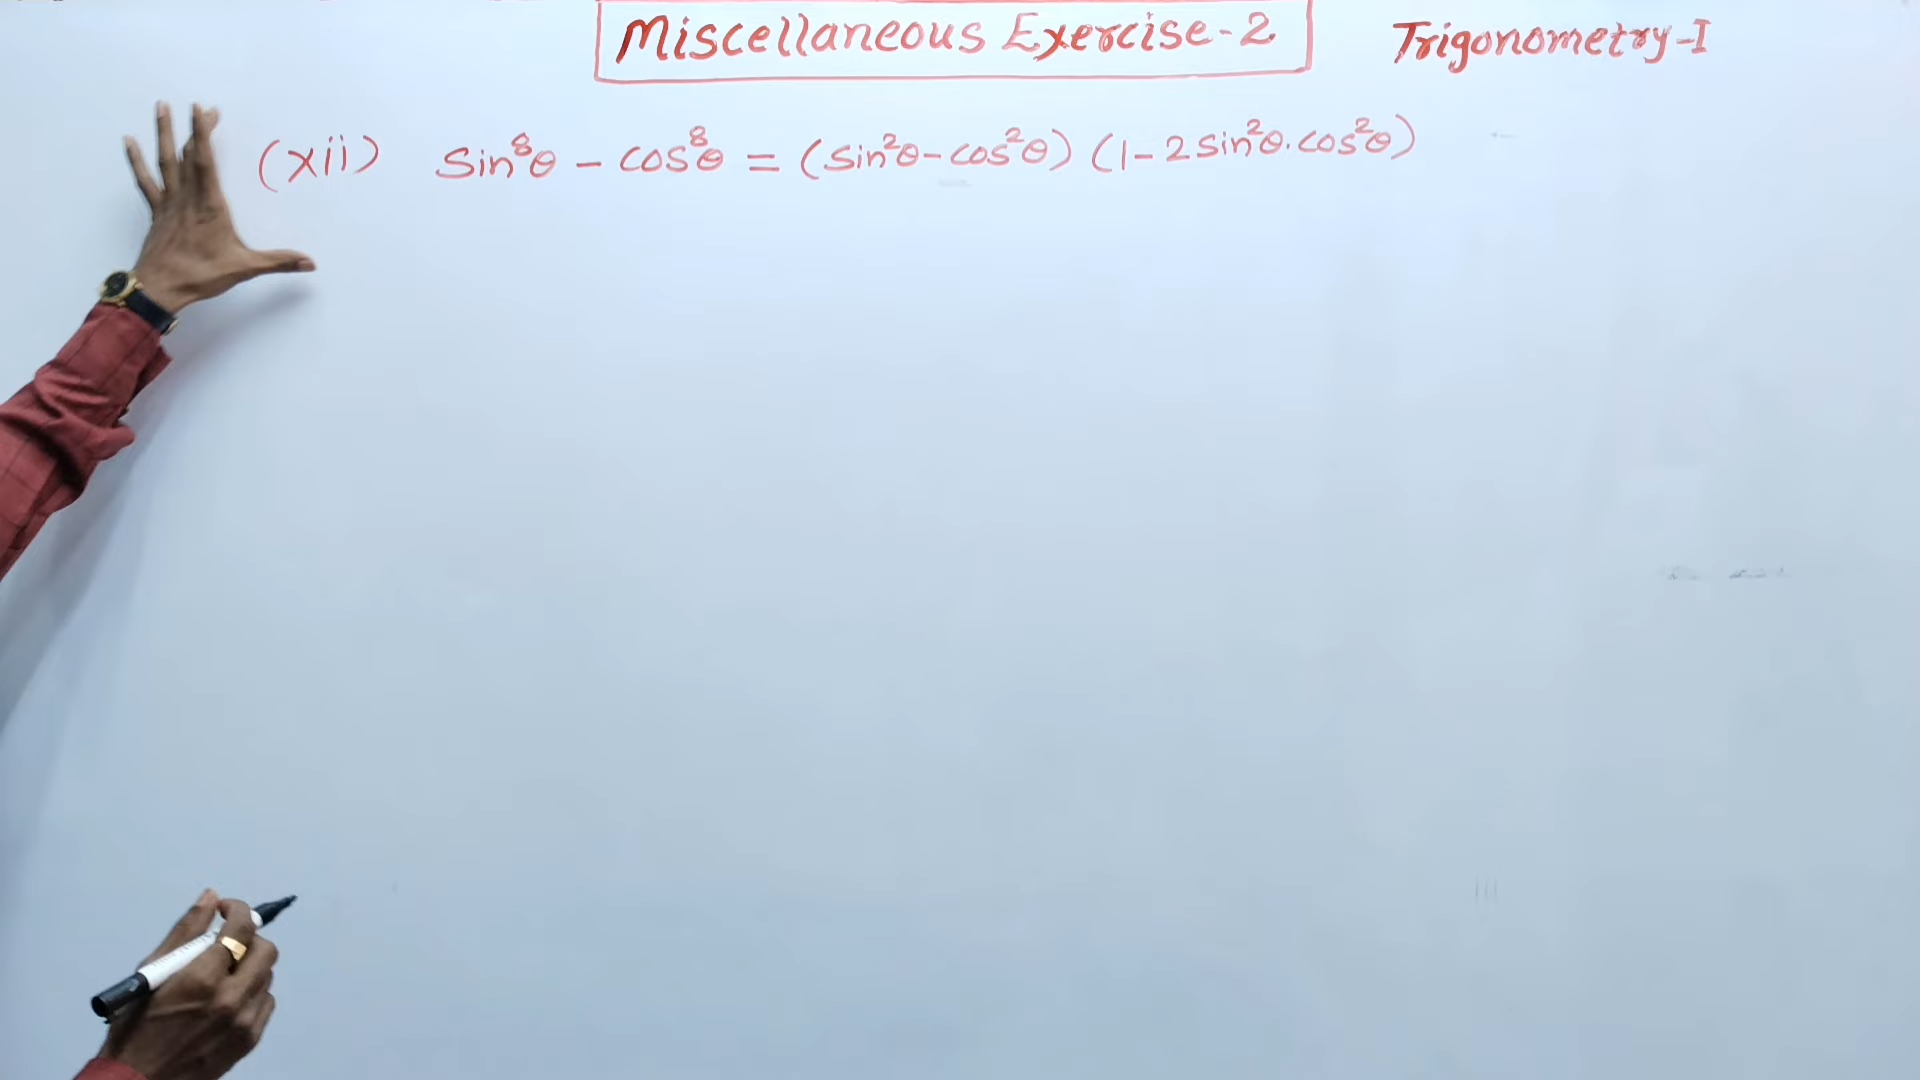 Miscellaneous Exercise-2
Trigonometry-I
(xii) sin⁸θ - cos⁸θ = (sin²θ-cos²θ) (1-2sin²θ.cos²θ)